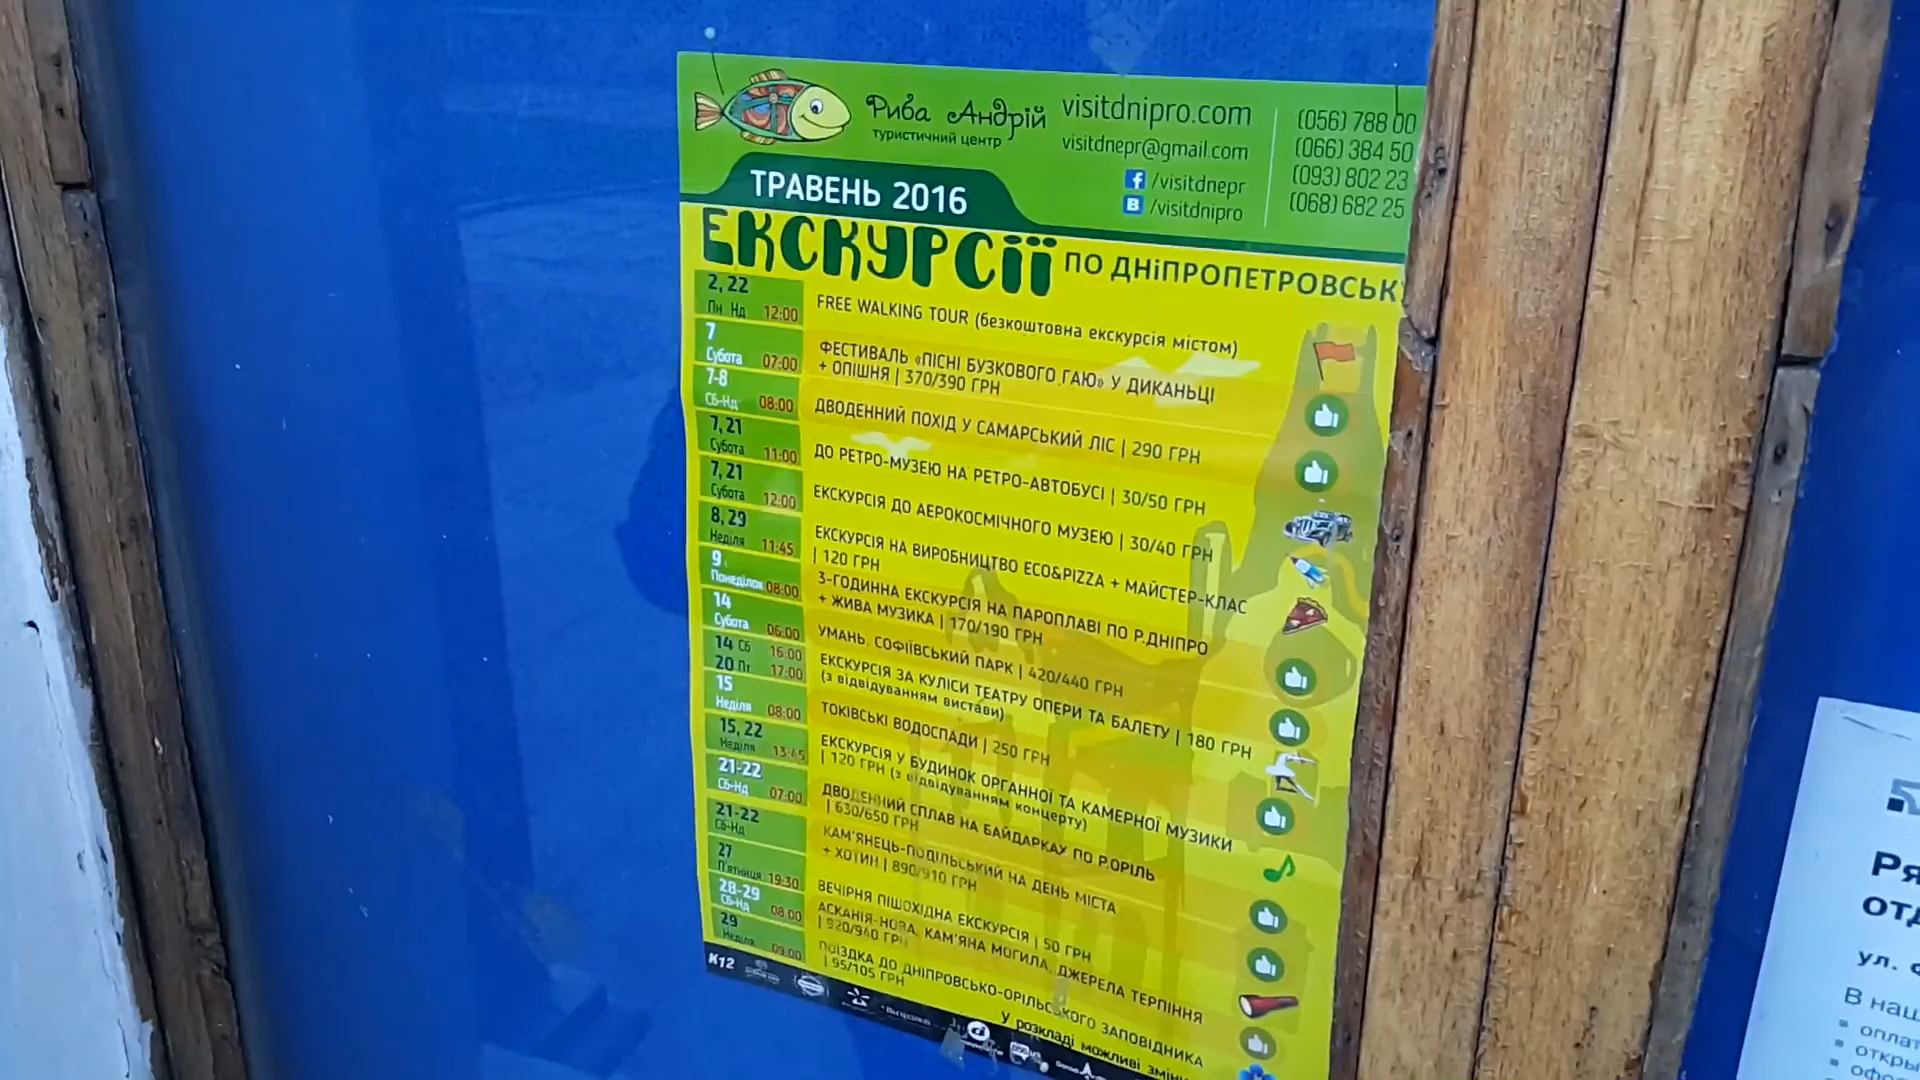 Риба Андрій
туристичний центр
visitdnipro.com
visitdnepr@gmail.com
/visitdnepr
/visitdnipro
(056) 788 00
(066) 384 50
(093) 802 23
(068) 682 25
ТРАВЕНЬ 2016
ЕКСКУРСІЇ ПО ДНІПРОПЕТРОВСЬК
2, 22
Пн Нд 12:00
FREE WALKING TOUR (безкоштовна екскурсія містом)
7
Субота 07:00
ФЕСТИВАЛЬ «ПІСНІ БУЗКОВОГО ГАЮ» У ДИКАНЬЦІ
+ ОПІШНЯ | 370/390 ГРН
7-8
Сб-Нд 08:00
ДВОДЕННИЙ ПОХІД У САМАРСЬКИЙ ЛІС | 290 ГРН
7, 21
Субота 11:00
ДО РЕТРО-МУЗЕЮ НА РЕТРО-АВТОБУСІ | 30/50 ГРН
7, 21
Субота 12:00
ЕКСКУРСІЯ ДО АЕРОКОСМІЧНОГО МУЗЕЮ | 30/40 ГРН
8, 29
Неділя 11:45
ЕКСКУРСІЯ НА ВИРОБНИЦТВО ECO&PIZZA + МАЙСТЕР-КЛАС
| 120 ГРН
9
Понеділок 08:00
3-ГОДИННА ЕКСКУРСІЯ НА ПАРОПЛАВІ ПО Р.ДНІПРО
+ ЖИВА МУЗИКА | 170/190 ГРН
14
Субота 06:00
УМАНЬ. СОФІЇВСЬКИЙ ПАРК | 420/440 ГРН
14 Сб 16:00
20 Пт 17:00
ЕКСКУРСІЯ ЗА КУЛІСИ ТЕАТРУ ОПЕРИ ТА БАЛЕТУ | 180 ГРН
(з відвідуванням вистави)
15
Неділя 08:00
ТОКІВСЬКІ ВОДОСПАДИ | 250 ГРН
15, 22
Неділя 13:45
ЕКСКУРСІЯ У БУДИНОК ОРГАННОЇ ТА КАМЕРНОЇ МУЗИКИ
| 120 ГРН (з відвідуванням концерту)
21-22
Сб-Нд 07:00
ДВОДЕННИЙ СПЛАВ НА БАЙДАРКАУ ПО Р.ОРІЛЬ
| 630/650 ГРН
21-22
Сб-Нд
КАМ'ЯНЕЦЬ-ПОДІЛЬСЬКИЙ НА ДЕНЬ МІСТА
+ ХОТИН | 890/910 ГРН
27
П'ятниця 19:30
ВЕЧІРНЯ ПІШОХІДНА ЕКСКУРСІЯ | 50 ГРН
28-29
Сб-Нд 08:00
АСКАНІЯ-НОВА, КАМ'ЯНА МОГИЛА, ДЖЕРЕЛА ТЕРПІННЯ
| 920/940 ГРН
29
Неділя 09:00
ПОЇЗДКА ДО ДНІПРОВСЬКО-ОРІЛЬСЬКОГО ЗАПОВІДНИКА
| 95/105 ГРН
У розкладі можливі зміни
К12
Ря
отд
ул.
В наш
оплат
откры
офо